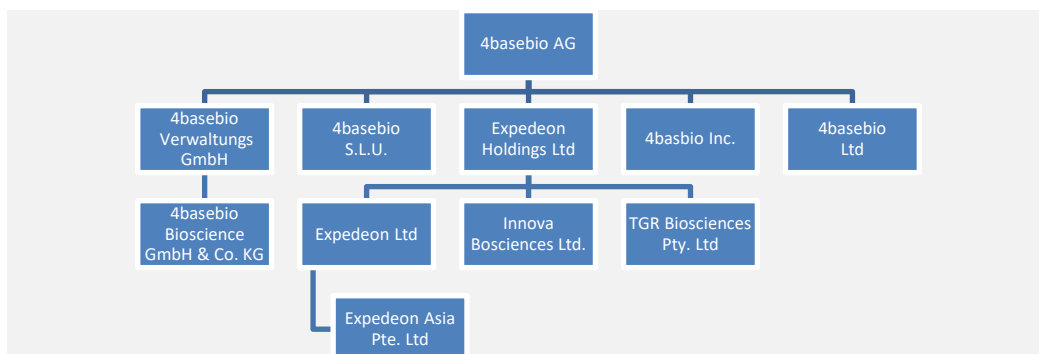 4basebio AG
4basebio
Verwaltungs
GmbH
4basebio
S.L.U.
Expedeon
Holdings Ltd
4basbio Inc.
4basebio
Ltd
4basebio
Bioscience
GmbH & Co. KG
Expedeon Ltd
Innova
Bosciences Ltd.
TGR Biosciences
Pty. Ltd
Expedeon Asia
Pte. Ltd